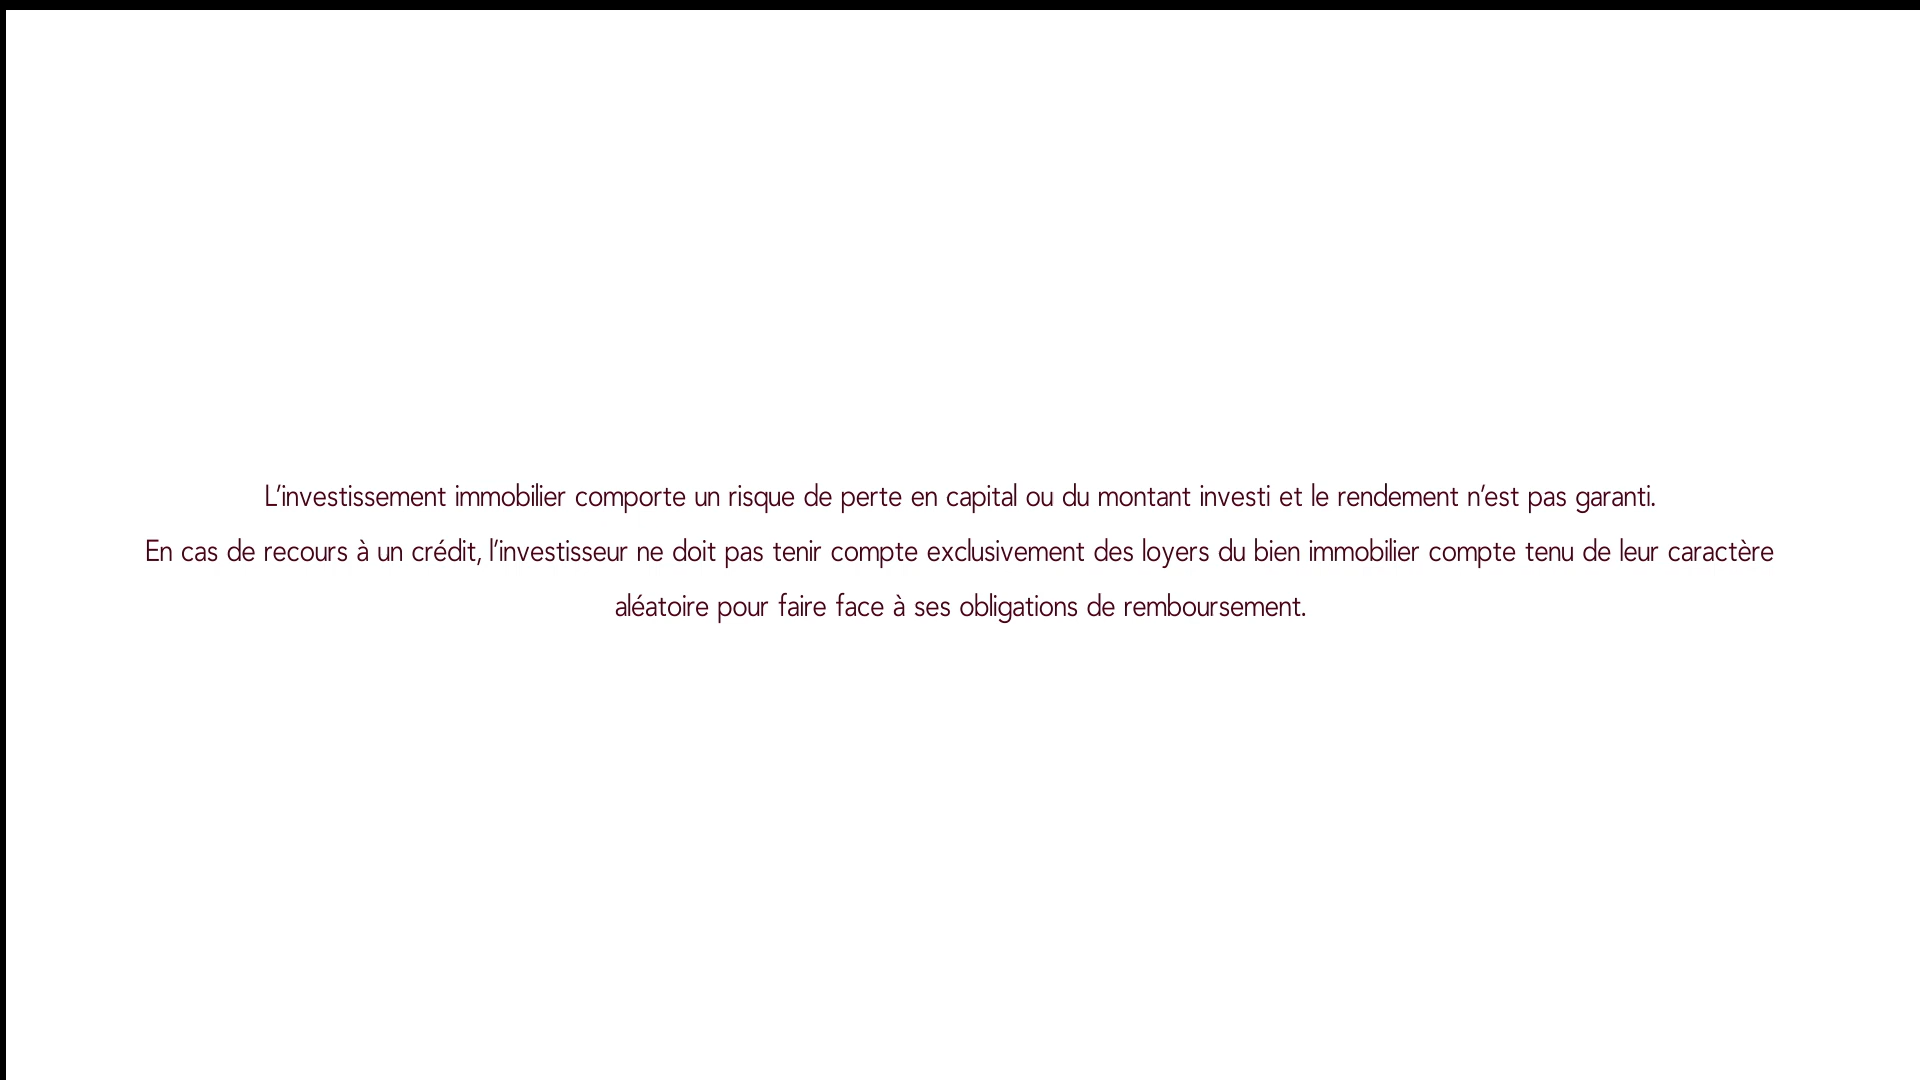 L’investissement immobilier comporte un risque de perte en capital ou du montant investi et le rendement n’est pas garanti.
En cas de recours à un crédit, l’investisseur ne doit pas tenir compte exclusivement des loyers du bien immobilier compte tenu de leur caractère
aléatoire pour faire face à ses obligations de remboursement.